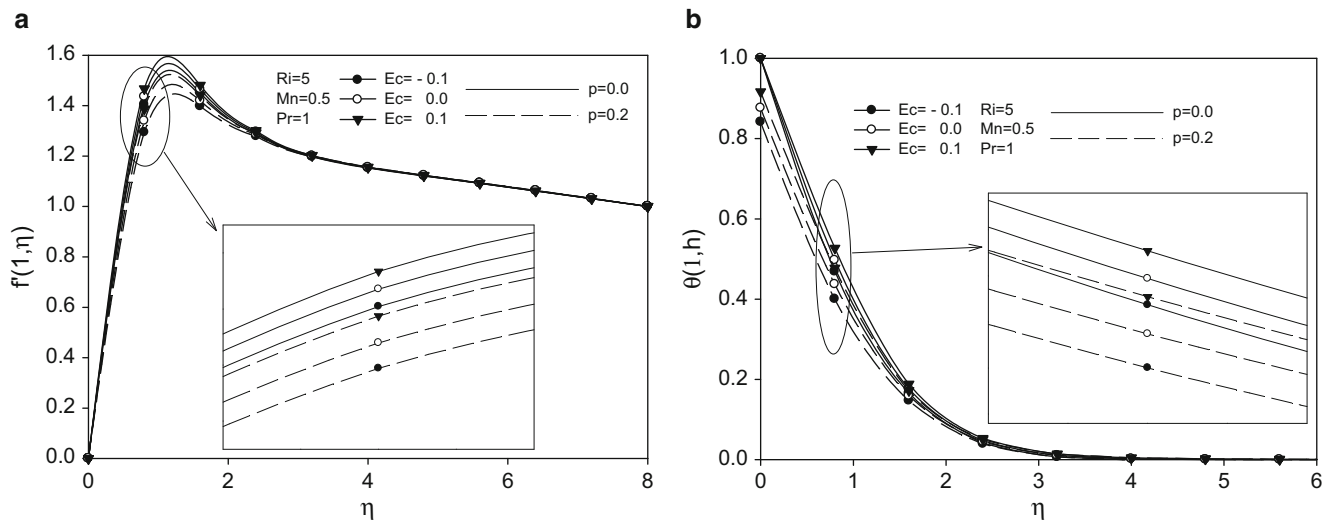 a
1.6
1.4
1.2
1.0
0.8
0.6
0.4
0.2
0.0
f'(1,η)
Ri=5 Ec= - 0.1 p=0.0
Mn=0.5 Ec= 0.0
Pr=1 Ec= 0.1 p=0.2
0 2 4 6 8
η
b
1.0
0.8
0.6
0.4
0.2
0.0
θ(1,h)
Ec= - 0.1 Ri=5 p=0.0
Ec= 0.0 Mn=0.5
Ec= 0.1 Pr=1 p=0.2
0 1 2 3 4 5 6
η